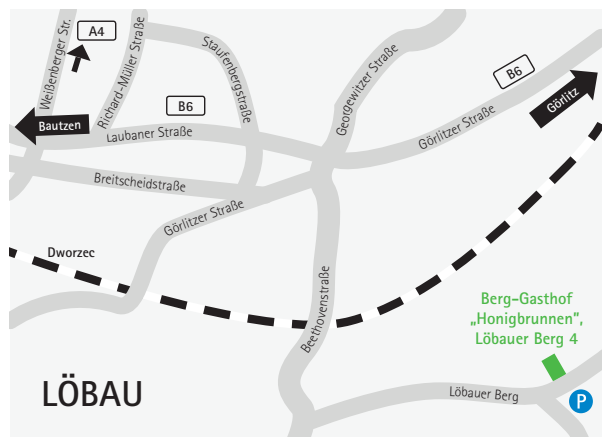 Weißenberger Str.
A4
Richard-Müller Straße
Staufenbergstraße
Georgewitzer Straße
B6
Görlitz
B6
Bautzen
Laubaner Straße
Görlitzer Straße
Breitscheidstraße
Görlitzer Straße
Dworzec
Beethovenstraße
Berg-Gasthof
„Honigbrunnen",
Löbauer Berg 4
LÖBAU
Löbauer Berg
P